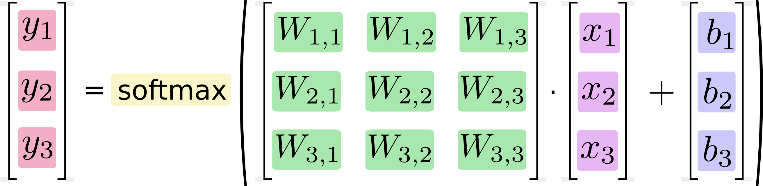 y1 W1,1 W1,2 W1,3 x1 b1
y2 = softmax W2,1 W2,2 W2,3 · x2 + b2
y3 W3,1 W3,2 W3,3 x3 b3